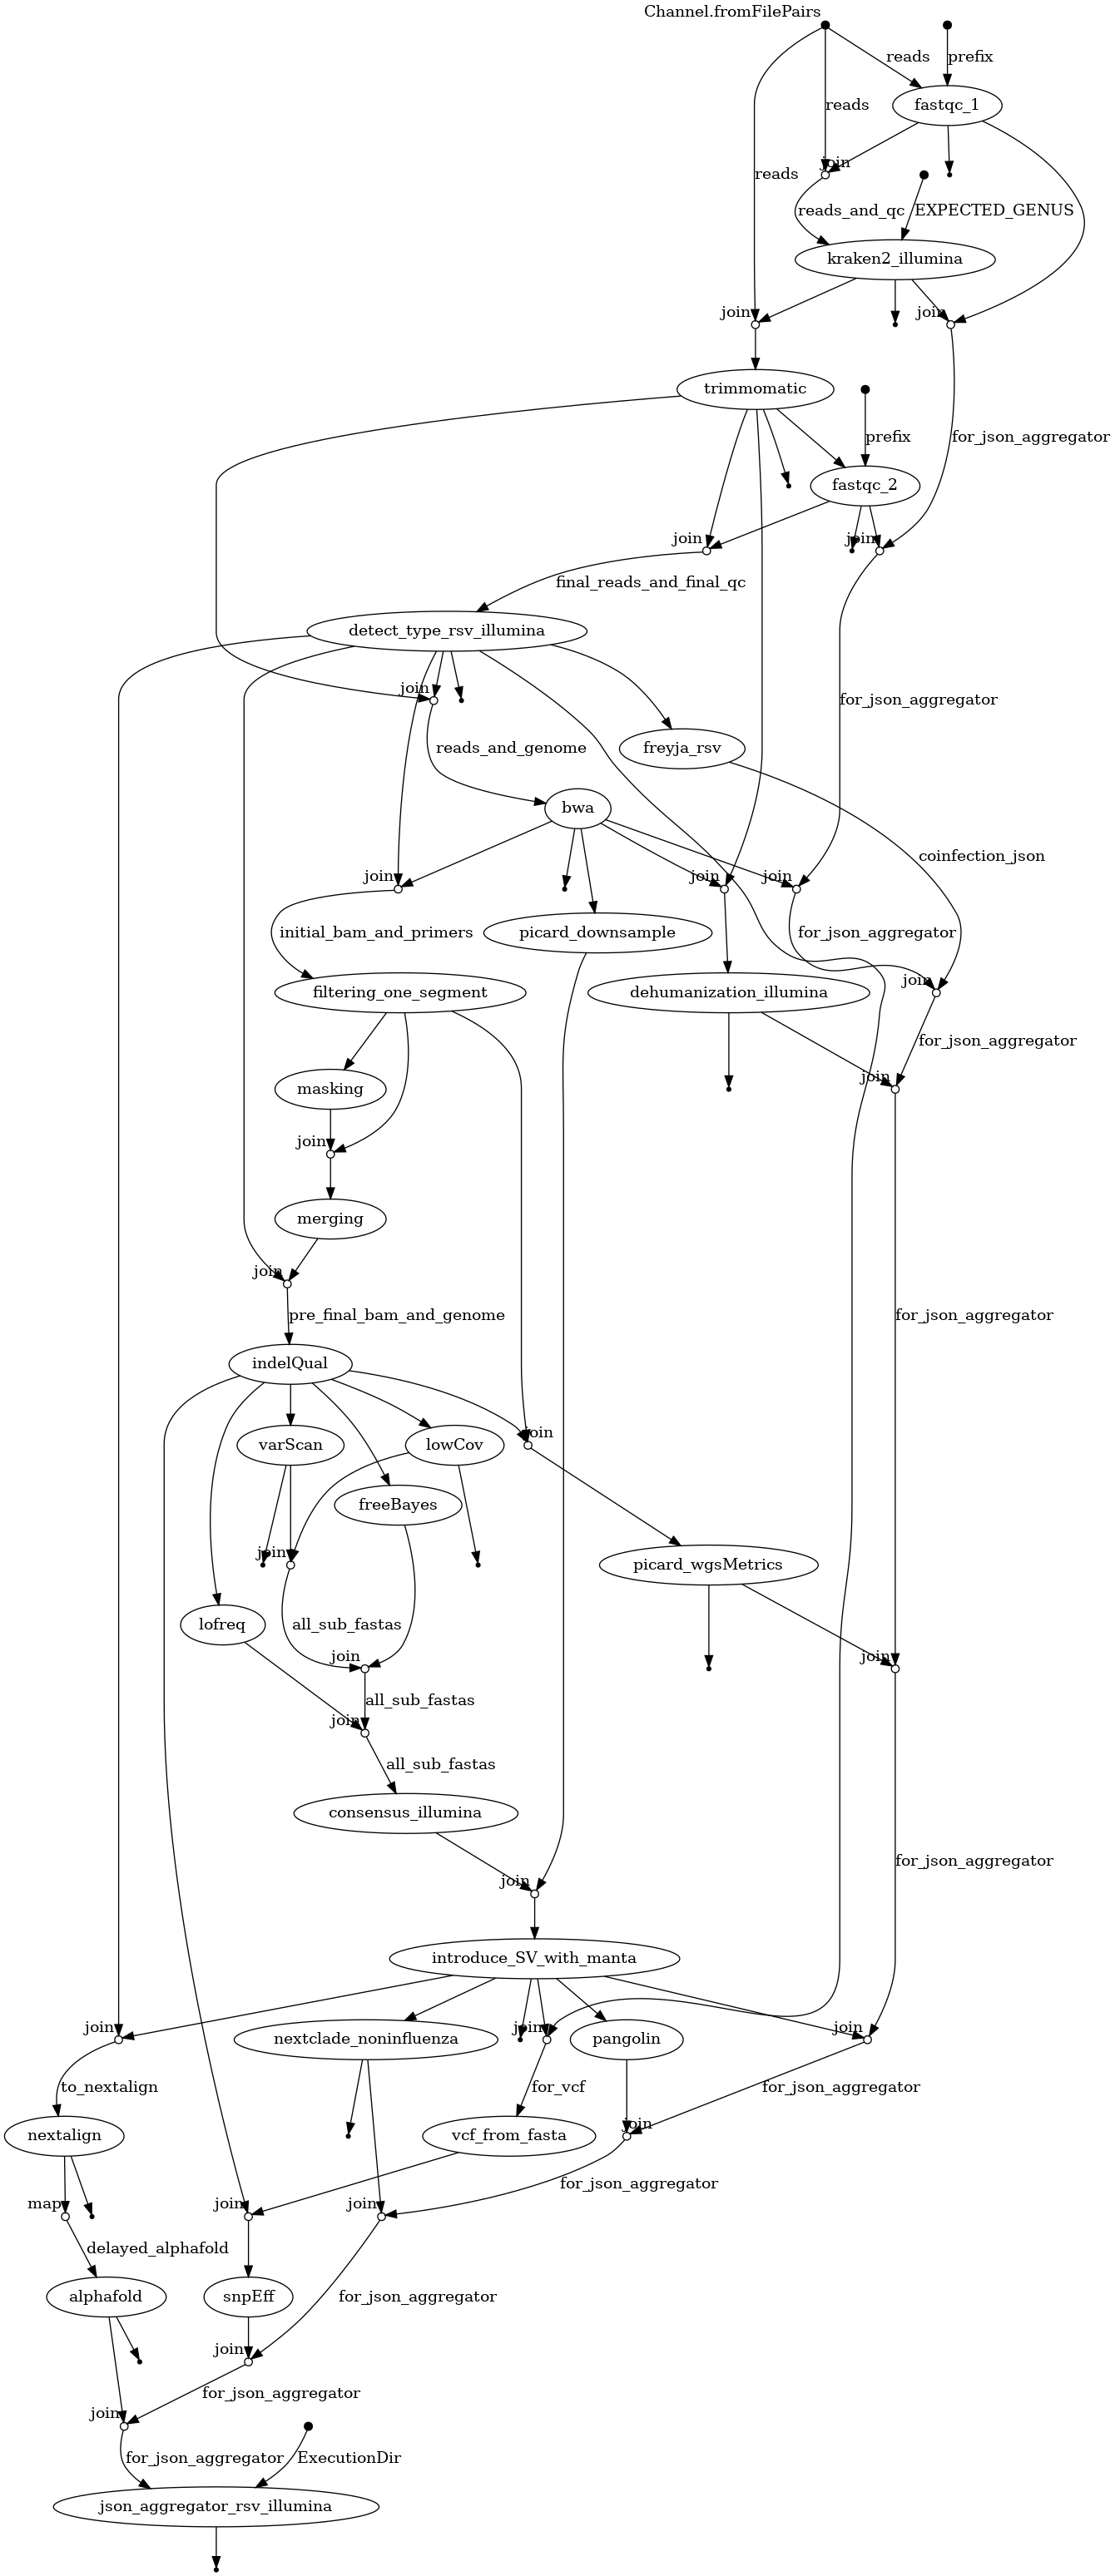 Channel.fromFilePairs
reads
prefix
fastqc_1
reads
join
reads
reads_and_qc
EXPECTED_GENUS
kraken2_illumina
join
join
trimmomatic
prefix
for_json_aggregator
fastqc_2
join
join
final_reads_and_final_qc
detect_type_rsv_illumina
join
for_json_aggregator
reads_and_genome
freyja_rsv
bwa
coinfection_json
join
join
join
initial_bam_and_primers
picard_downsample
for_json_aggregator
join
filtering_one_segment
dehumanization_illumina
for_json_aggregator
masking
join
join
merging
join
pre_final_bam_and_genome
for_json_aggregator
indelQual
join
varScan
lowCov
freeBayes
join
picard_wgsMetrics
lofreq
all_sub_fastas
join
join
all_sub_fastas
join
all_sub_fastas
consensus_illumina
for_json_aggregator
join
introduce_SV_with_manta
join
join
join
nextclade_noninfluenza
pangolin
to_nextalign
for_vcf
for_json_aggregator
join
nextalign
vcf_from_fasta
for_json_aggregator
map
join
join
delayed_alphafold
alphafold
snpEff
for_json_aggregator
join
for_json_aggregator
join
for_json_aggregator
ExecutionDir
json_aggregator_rsv_illumina